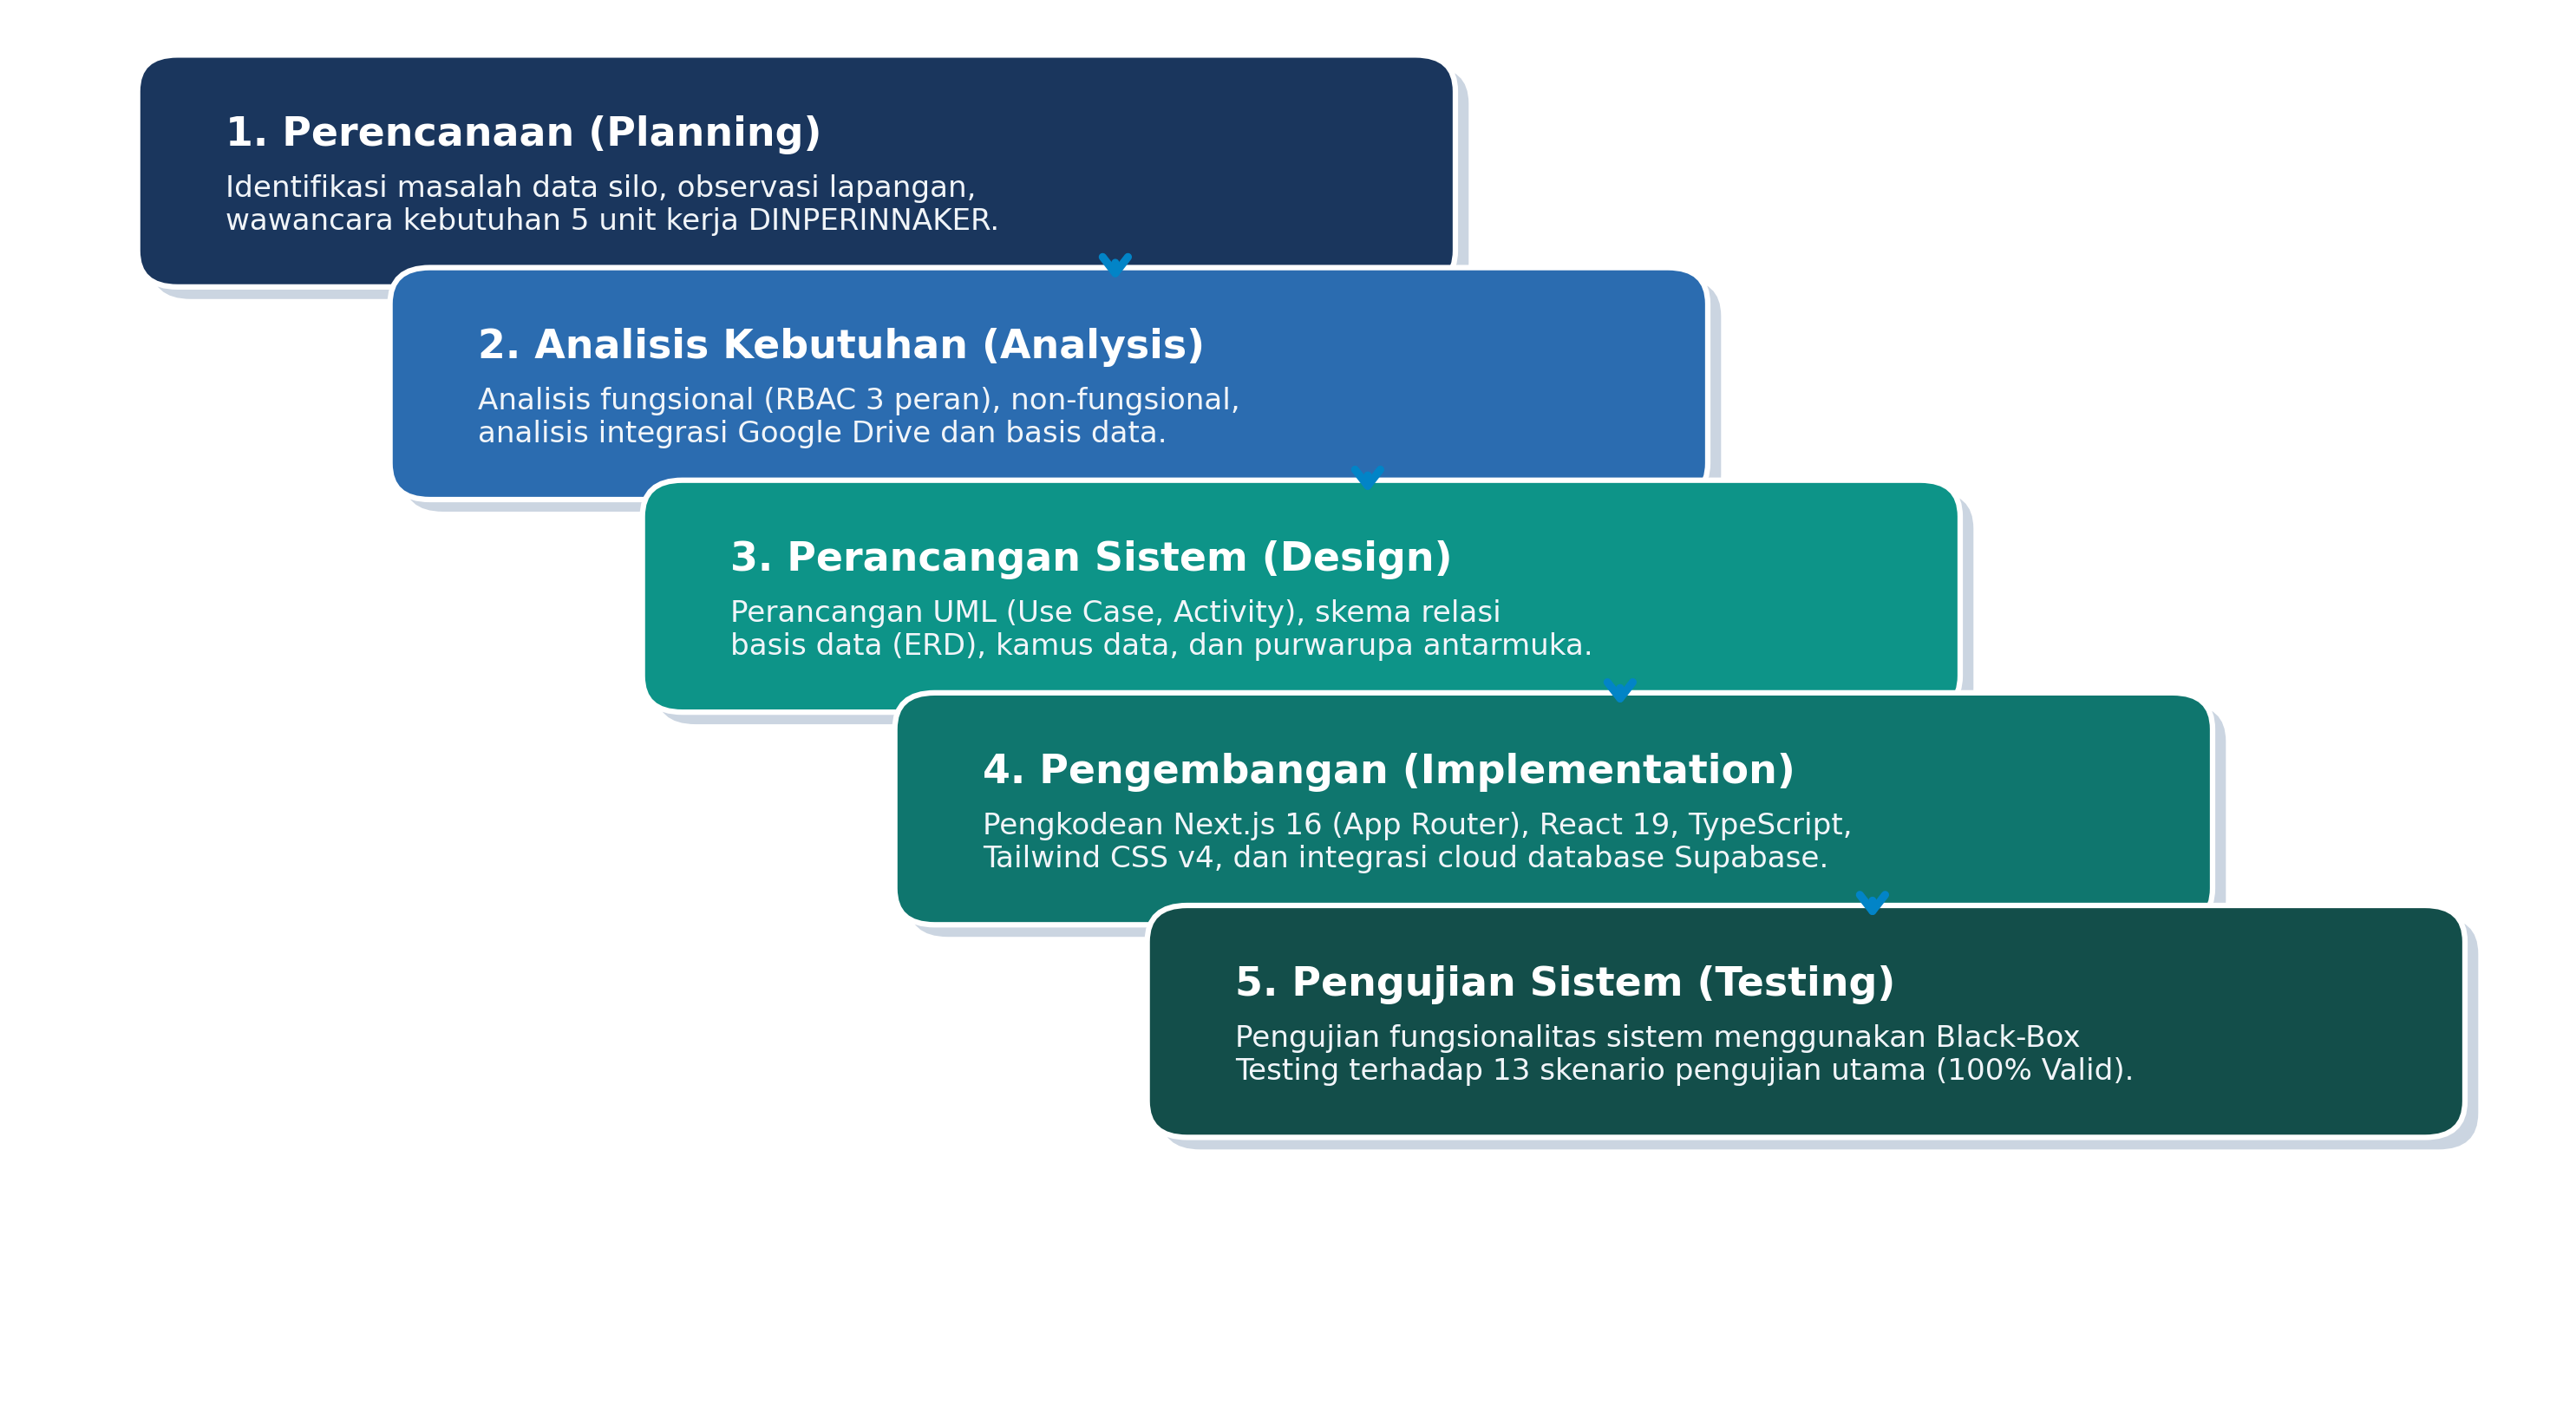 1. Perencanaan (Planning)
Identifikasi masalah data silo, observasi lapangan,
wawancara kebutuhan 5 unit kerja DINPERINNAKER.
2. Analisis Kebutuhan (Analysis)
Analisis fungsional (RBAC 3 peran), non-fungsional,
analisis integrasi Google Drive dan basis data.
3. Perancangan Sistem (Design)
Perancangan UML (Use Case, Activity), skema relasi
basis data (ERD), kamus data, dan purwarupa antarmuka.
4. Pengembangan (Implementation)
Pengkodean Next.js 16 (App Router), React 19, TypeScript,
Tailwind CSS v4, dan integrasi cloud database Supabase.
5. Pengujian Sistem (Testing)
Pengujian fungsionalitas sistem menggunakan Black-Box
Testing terhadap 13 skenario pengujian utama (100% Valid).